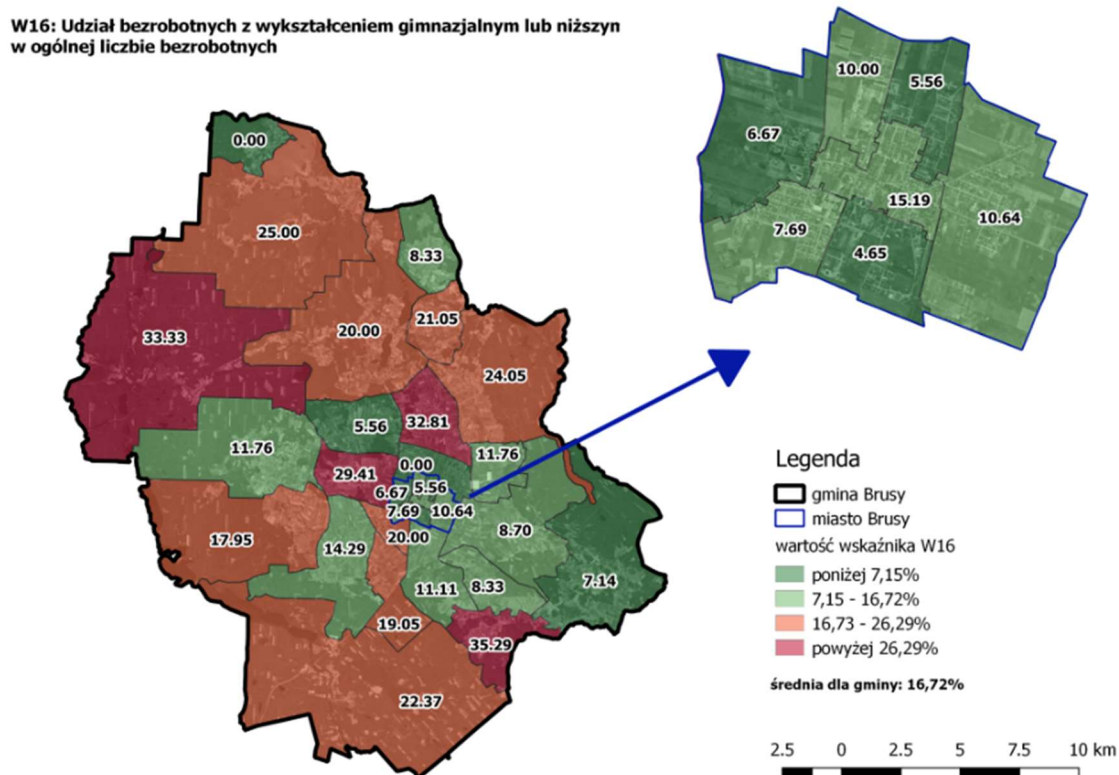 W16: Udział bezrobotnych z wykształceniem gimnazjalnym lub niższyn
w ogólnej liczbie bezrobotnych
10.00
5.56
6.67
15.19
10.64
7.69
4.65
0.00
25.00
8.33
21.05
20.00
33.33
24.05
32.81
5.56
11.76
11.76
0.00
29.41
6.67
5.56
7.69
10.64
8.70
17.95
20.00
14.29
11.11
8.33
7.14
19.05
35.29
22.37
Legenda
gmina Brusy
miasto Brusy
wartość wskaźnika W16
poniżej 7,15%
7,15 - 16,72%
16,73 - 26,29%
powyżej 26,29%
średnia dla gminy: 16,72%
2.5 0 2.5 5 7.5 10 km